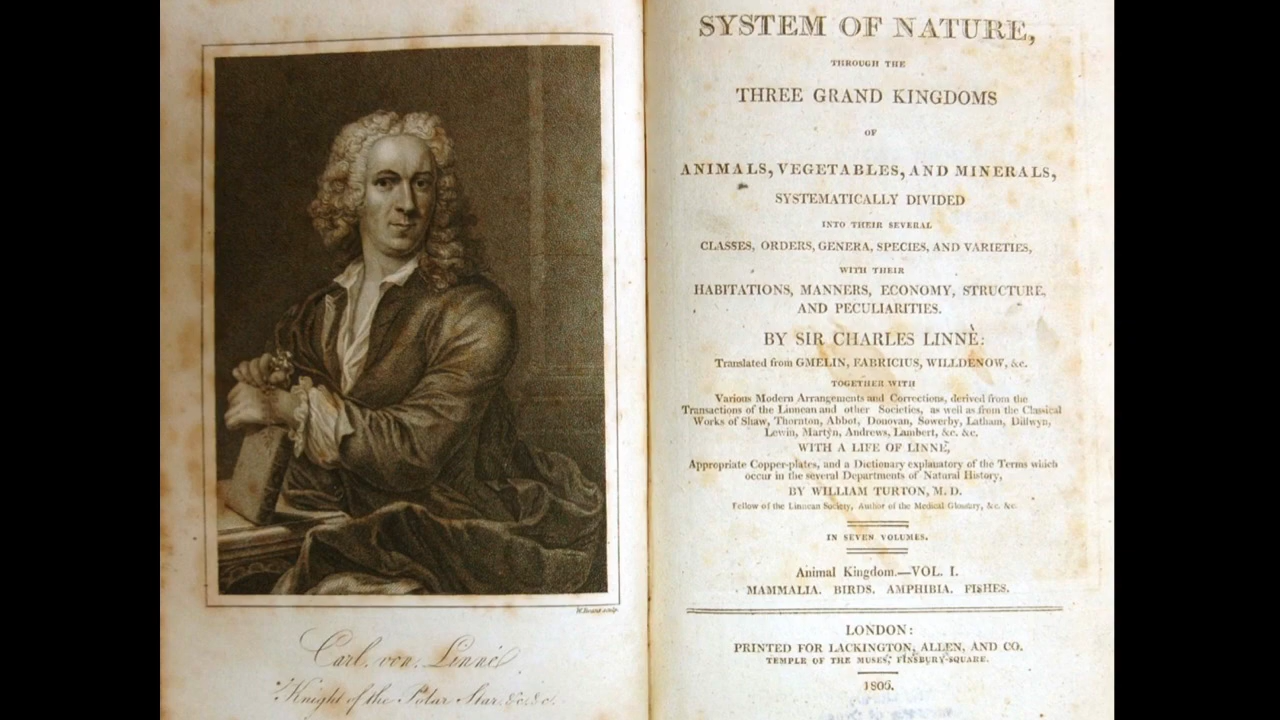 W. Evans sculp.
Carl. von. Linné.
Knight of the Polar Star &c &c.
SYSTEM OF NATURE,
THROUGH THE
THREE GRAND KINGDOMS
OF
ANIMALS, VEGETABLES, AND MINERALS,
SYSTEMATICALLY DIVIDED
INTO THEIR SEVERAL
CLASSES, ORDERS, GENERA, SPECIES, AND VARIETIES,
WITH THEIR
HABITATIONS, MANNERS, ECONOMY, STRUCTURE,
AND PECULIARITIES.
BY SIR CHARLES LINNÈ:
Translated from GMELIN, FABRICIUS, WILLDENOW, &c.
TOGETHER WITH
Various Modern Arrangements and Corrections, derived from the
Transactions of the Linnean and other Societies, as well as from the Classical
Works of Shaw, Thornton, Abbot, Donovan, Sowerby, Latham, Dillwyn,
Lewin, Martyn, Andrews, Lambert, &c. &c.
WITH A LIFE OF LINNÈ,
Appropriate Copper-plates, and a Dictionary explanatory of the Terms which
occur in the several Departments of Natural History,
BY WILLIAM TURTON, M. D.
Fellow of the Linnean Society, Author of the Medical Glossary, &c. &c.
IN SEVEN VOLUMES.
Animal Kingdom.—VOL. I.
MAMMALIA. BIRDS. AMPHIBIA. FISHES.
LONDON:
PRINTED FOR LACKINGTON, ALLEN, AND CO.
TEMPLE OF THE MUSES, FINSBURY-SQUARE.
1806.